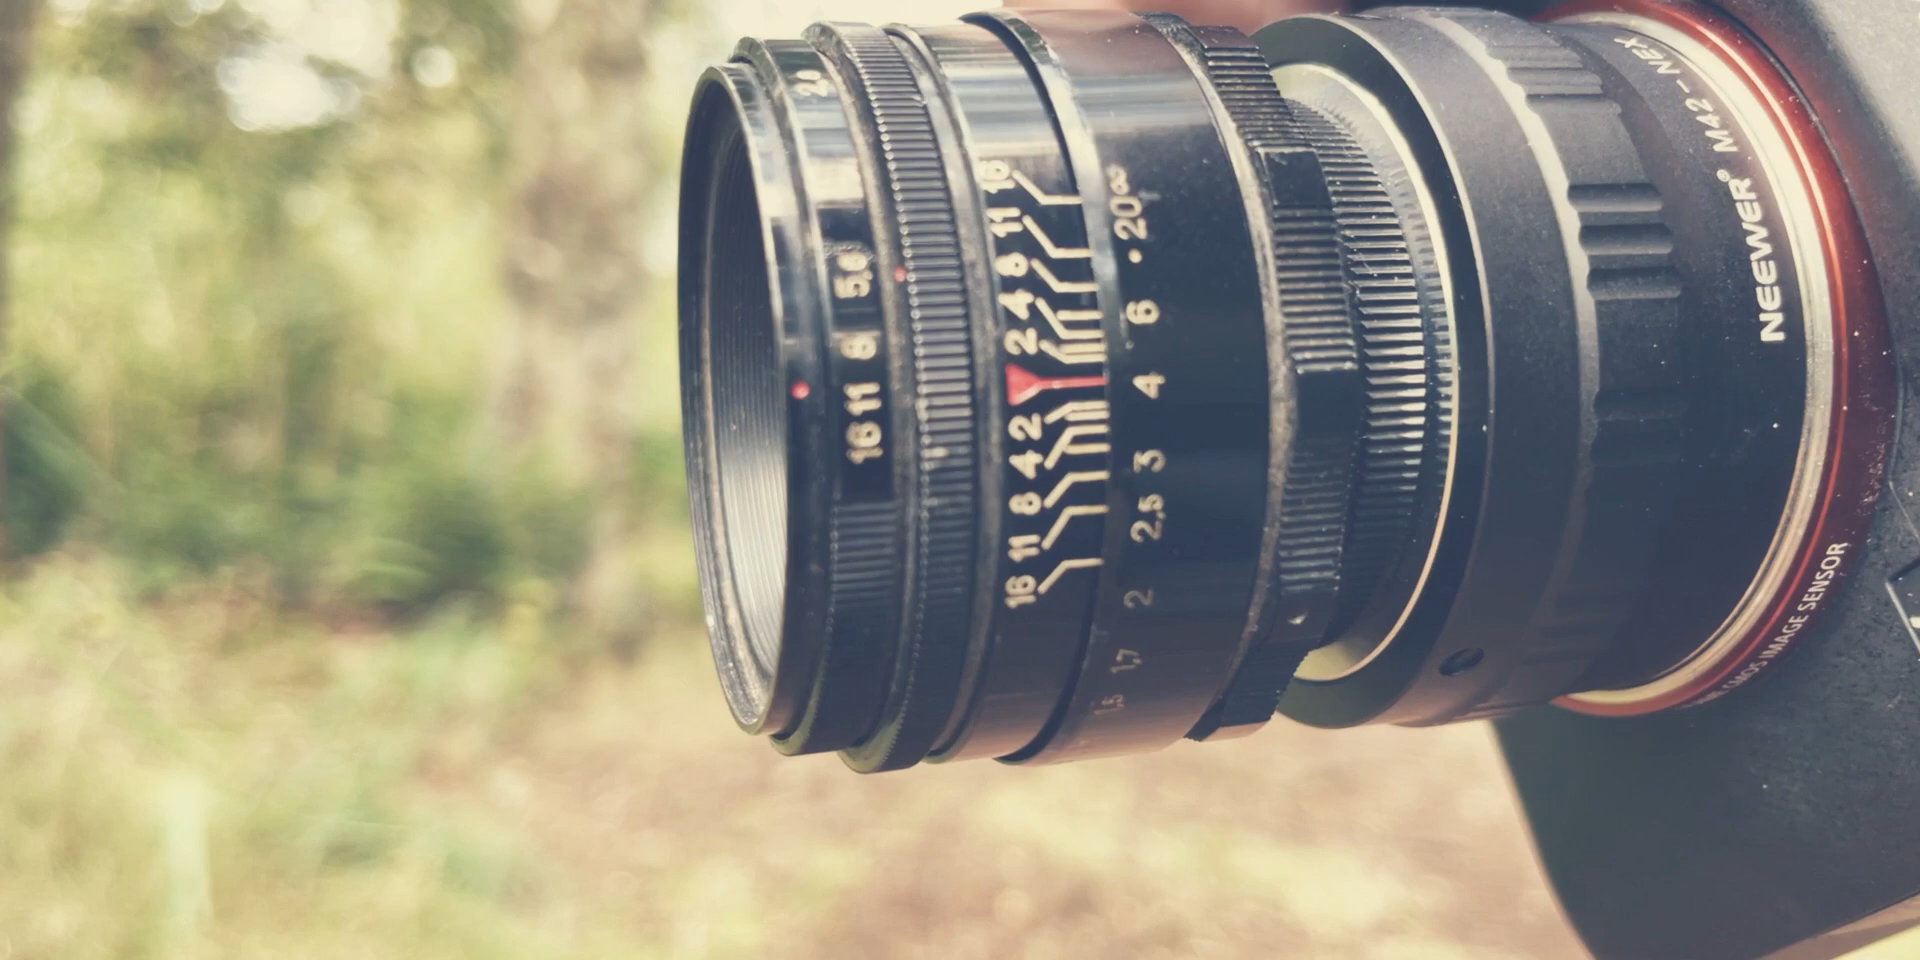 2.8
5,6 8 11 16
16 11 8 4 2 2 4 8 11 16
∞ 20 · 6 4 3 2,5 2 1,7 1,5
NEEWER® M42 – NEX
CMOS IMAGE SENSOR